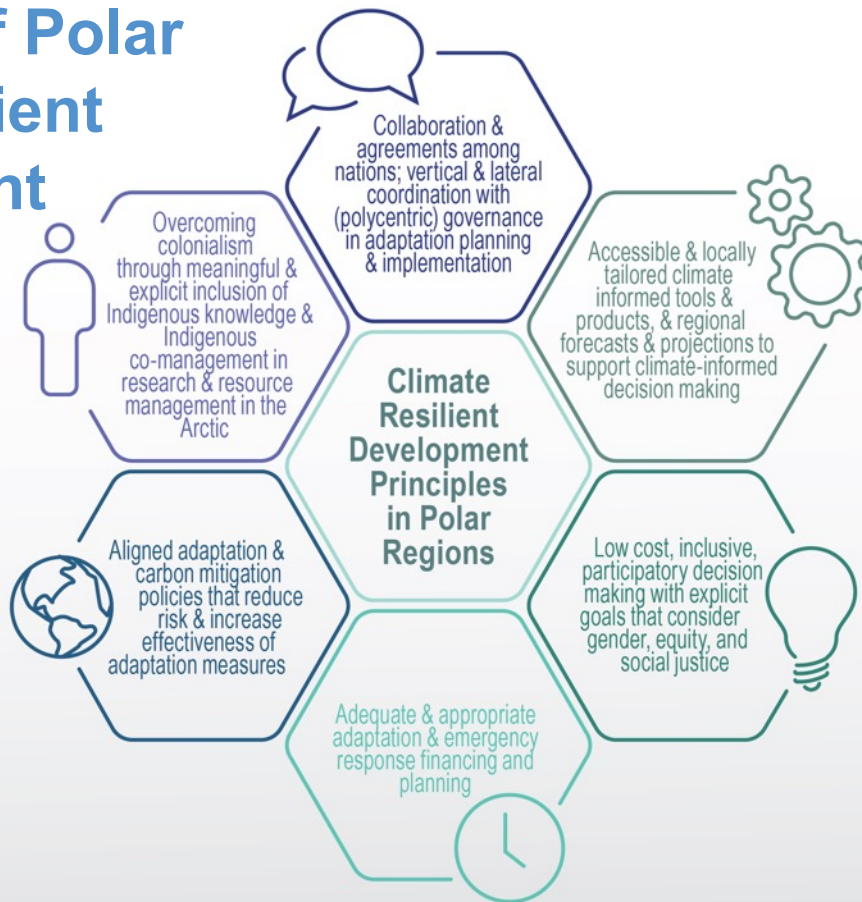 f Polar
ient
nt
Collaboration &
agreements among
nations; vertical & lateral
coordination with
(polycentric) governance
in adaptation planning
& implementation
Overcoming
colonialism
through meaningful &
explicit inclusion of
Indigenous knowledge &
Indigenous
co-management in
research & resource
management in the
Arctic
Accessible & locally
tailored climate
informed tools &
products, & regional
forecasts & projections to
support climate-informed
decision making
Climate
Resilient
Development
Principles
in Polar
Regions
Aligned adaptation &
carbon mitigation
policies that reduce
risk & increase
effectiveness of
adaptation measures
Low cost, inclusive,
participatory decision
making with explicit
goals that consider
gender, equity, and
social justice
Adequate & appropriate
adaptation & emergency
response financing and
planning